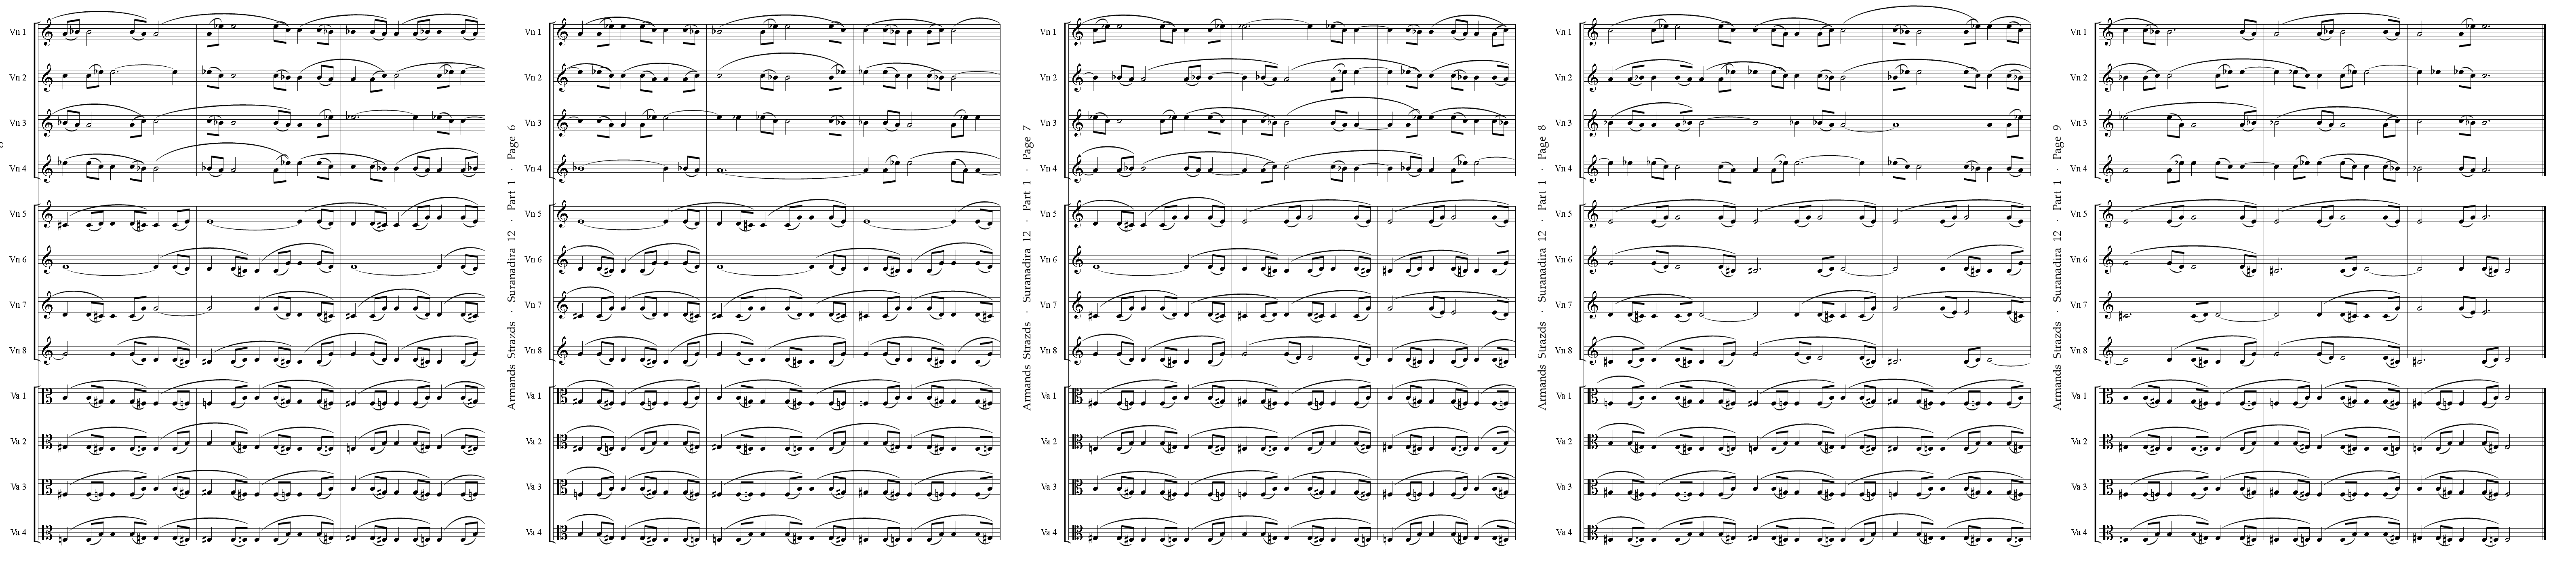 Vn 1
Vn 2
Vn 3
Vn 4
Vn 5
Vn 6
Vn 7
Vn 8
Va 1
Va 2
Va 3
Va 4
Armands Strazds · Suranadira 12 · Part 1 · Page 6
Vn 1
Vn 2
Vn 3
Vn 4
Vn 5
Vn 6
Vn 7
Vn 8
Va 1
Va 2
Va 3
Va 4
Armands Strazds · Suranadira 12 · Part 1 · Page 7
Vn 1
Vn 2
Vn 3
Vn 4
Vn 5
Vn 6
Vn 7
Vn 8
Va 1
Va 2
Va 3
Va 4
Armands Strazds · Suranadira 12 · Part 1 · Page 8
Vn 1
Vn 2
Vn 3
Vn 4
Vn 5
Vn 6
Vn 7
Vn 8
Va 1
Va 2
Va 3
Va 4
Armands Strazds · Suranadira 12 · Part 1 · Page 9
Vn 1
Vn 2
Vn 3
Vn 4
Vn 5
Vn 6
Vn 7
Vn 8
Va 1
Va 2
Va 3
Va 4